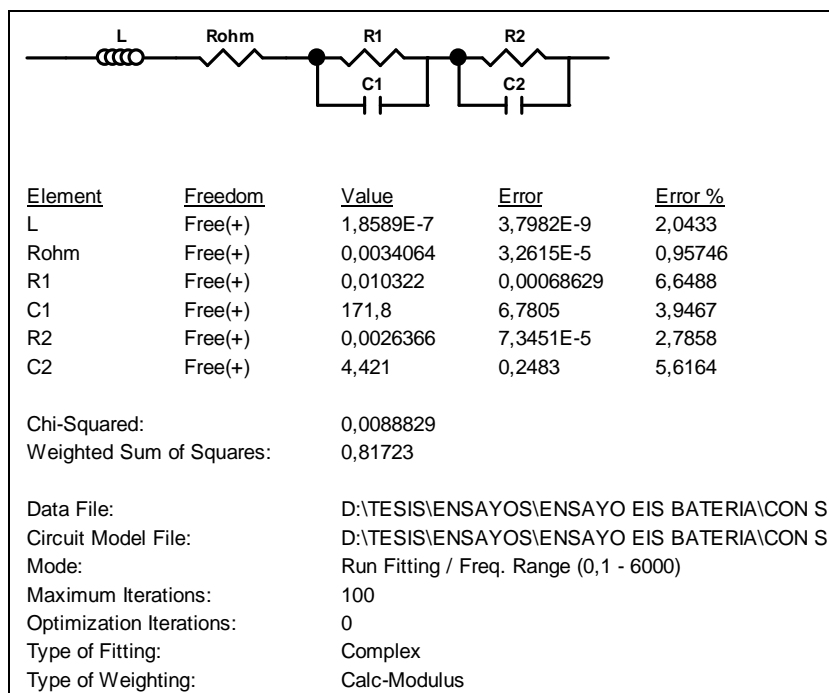 L Rohm R1 R2
C1 C2
Element Freedom Value Error Error %
L Free(+) 1,8589E-7 3,7982E-9 2,0433
Rohm Free(+) 0,0034064 3,2615E-5 0,95746
R1 Free(+) 0,010322 0,00068629 6,6488
C1 Free(+) 171,8 6,7805 3,9467
R2 Free(+) 0,0026366 7,3451E-5 2,7858
C2 Free(+) 4,421 0,2483 5,6164
Chi-Squared: 0,0088829
Weighted Sum of Squares: 0,81723
Data File: D:\TESIS\ENSAYOS\ENSAYO EIS BATERIA\CON S
Circuit Model File: D:\TESIS\ENSAYOS\ENSAYO EIS BATERIA\CON S
Mode: Run Fitting / Freq. Range (0,1 - 6000)
Maximum Iterations: 100
Optimization Iterations: 0
Type of Fitting: Complex
Type of Weighting: Calc-Modulus